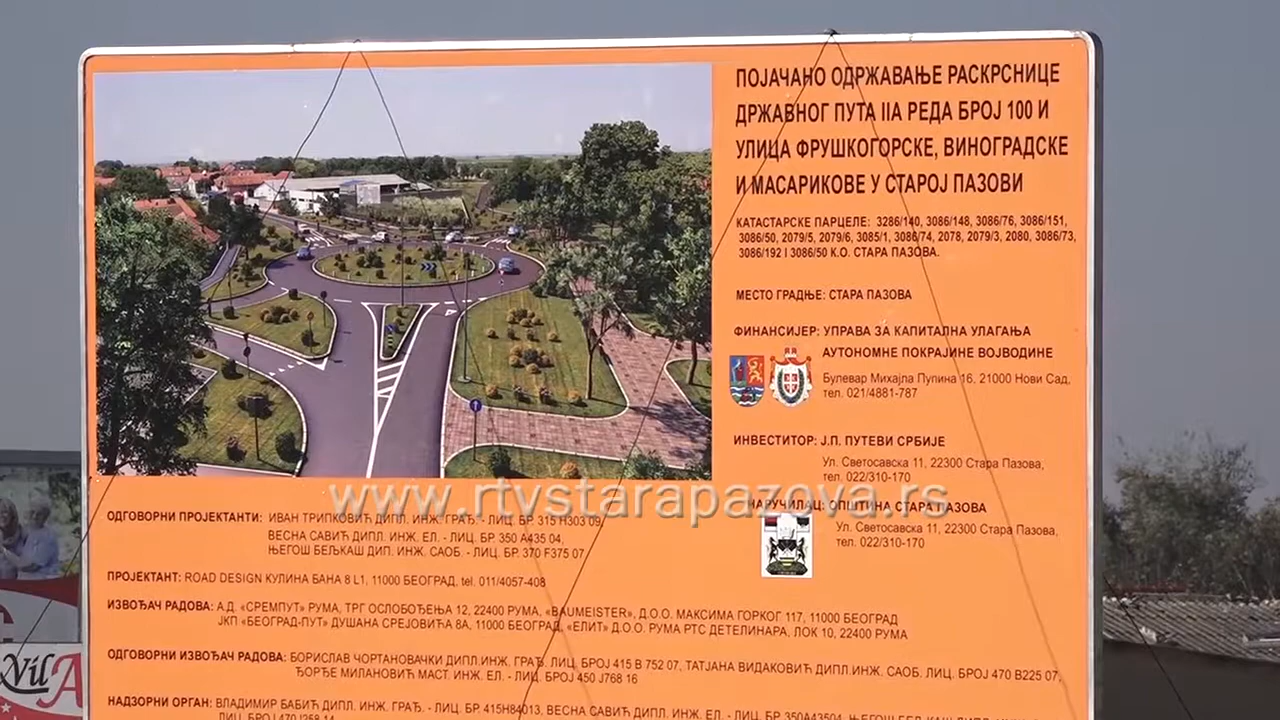 ПОЈАЧАНО ОДРЖАВАЊЕ РАСКРСНИЦЕ
ДРЖАВНОГ ПУТА IIА РЕДА БРОЈ 100 И
УЛИЦА ФРУШКОГОРСКЕ, ВИНОГРАДСКЕ
И МАСАРИКОВЕ У СТАРОЈ ПАЗОВИ
КАТАСТАРСКЕ ПАРЦЕЛЕ: 3286/140, 3086/148, 3086/76, 3086/151,
3086/50, 2079/5, 2079/6, 3085/1, 3086/74, 2078, 2079/3, 2080, 3086/73,
3086/192 I 3086/50 К.О. СТАРА ПАЗОВА.
МЕСТО ГРАДЊЕ: СТАРА ПАЗОВА
ФИНАНСИЈЕР: УПРАВА ЗА КАПИТАЛНА УЛАГАЊА
АУТОНОМНЕ ПОКРАЈИНЕ ВОЈВОДИНЕ
Булевар Михајла Пупина 16, 21000 Нови Сад,
тел. 021/4881-787
ИНВЕСТИТОР: Ј.П. ПУТЕВИ СРБИЈЕ
Ул. Светосавска 11, 22300 Стара Пазова,
тел. 022/310-170
www.rtvstarapazova.rs
НАРУЧИЛАЦ: ОПШТИНА СТАРА ПАЗОВА
Ул. Светосавска 11, 22300 Стара Пазова,
тел. 022/310-170
ОДГОВОРНИ ПРОЈЕКТАНТИ: ИВАН ТРИПКОВИЋ ДИПЛ. ИНЖ. ГРАЂ. - ЛИЦ. БР. 315 Н303 09,
ВЕСНА САВИЋ ДИПЛ. ИНЖ. ЕЛ. - ЛИЦ. БР. 350 А435 04,
ЊЕГОШ БЕЉКАШ ДИП. ИНЖ. САОБ. - ЛИЦ. БР. 370 F375 07
ПРОЈЕКТАНТ: ROAD DESIGN КУЛИНА БАНА 8 L1, 11000 БЕОГРАД, tel. 011/4057-408
ИЗВОЂАЧ РАДОВА: А.Д. «СРЕМПУТ» РУМА, ТРГ ОСЛОБОЂЕЊА 12, 22400 РУМА, «BAUMEISTER», Д.О.О. МАКСИМА ГОРКОГ 117, 11000 БЕОГРАД
ЈКП «БЕОГРАД-ПУТ» ДУШАНА СРЕЈОВИЋА 8А, 11000 БЕОГРАД, «ЕЛИТ» Д.О.О. РУМА РТС ДЕТЕЛИНАРА, ЛОК 10, 22400 РУМА
ОДГОВОРНИ ИЗВОЂАЧ РАДОВА: БОРИСЛАВ ЧОРТАНОВАЧКИ ДИПЛ.ИНЖ. ГРАЂ. ЛИЦ. БРОЈ 415 В 752 07, ТАТЈАНА ВИДАКОВИЋ ДИПЛ.ИНЖ. САОБ. ЛИЦ. БРОЈ 470 В225 07,
ЂОРЂЕ МИЛАНОВИЋ МАСТ. ИНЖ. ЕЛ. - ЛИЦ. БРОЈ 450 Ј768 16
НАДЗОРНИ ОРГАН: ВЛАДИМИР БАБИЋ ДИПЛ. ИНЖ. ГРАЂ. - ЛИЦ. БР. 415Н84013, ВЕСНА САВИЋ ДИПЛ. ИНЖ. ЕЛ. - ЛИЦ. БР. 350А43504, ЊЕГОШ